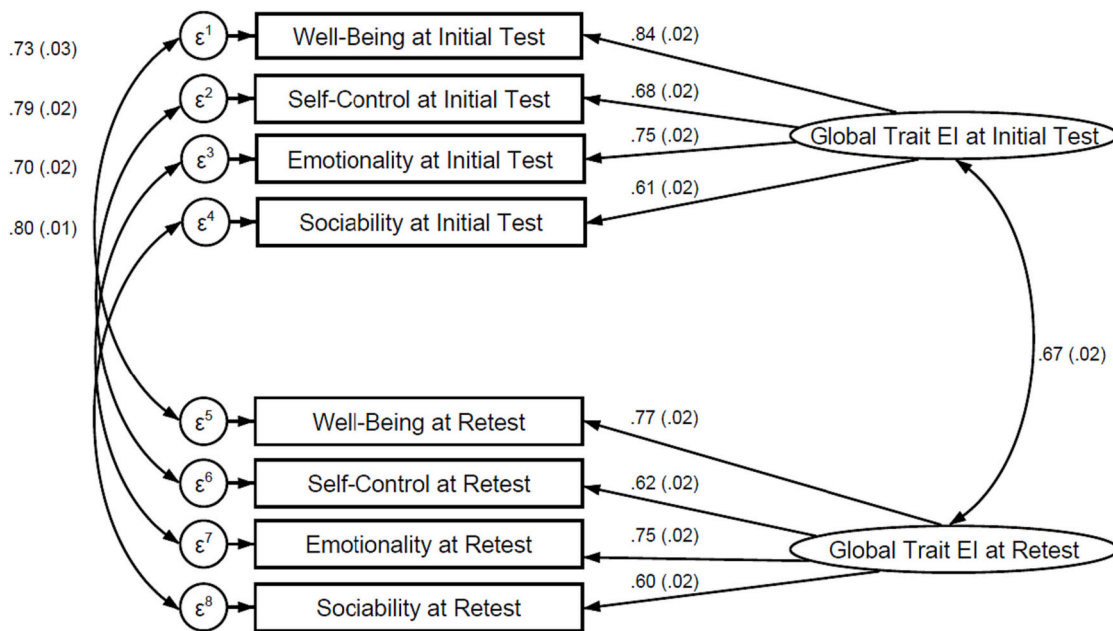 .73 (.03)
ε1
Well-Being at Initial Test
.84 (.02)
.79 (.02)
ε2
Self-Control at Initial Test
.68 (.02)
Global Trait EI at Initial Test
.70 (.02)
ε3
Emotionality at Initial Test
.75 (.02)
.80 (.01)
ε4
Sociability at Initial Test
.61 (.02)
.67 (.02)
ε5
Well-Being at Retest
.77 (.02)
ε6
Self-Control at Retest
.62 (.02)
ε7
Emotionality at Retest
.75 (.02)
Global Trait EI at Retest
ε8
Sociability at Retest
.60 (.02)